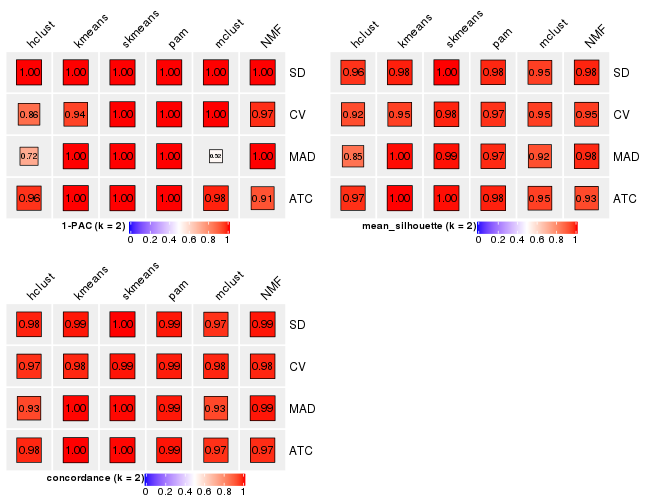 hclust kmeans skmeans pam mclust NMF
1.00 1.00 1.00 1.00 1.00 1.00 SD
0.86 0.94 1.00 1.00 1.00 0.97 CV
0.72 1.00 1.00 1.00 0.52 1.00 MAD
0.96 1.00 1.00 1.00 0.98 0.91 ATC
1-PAC (k = 2)
0 0.2 0.4 0.6 0.8 1
hclust kmeans skmeans pam mclust NMF
0.96 0.98 1.00 0.98 0.95 0.98 SD
0.92 0.95 0.98 0.97 0.95 0.95 CV
0.85 1.00 0.99 0.97 0.92 0.98 MAD
0.97 1.00 1.00 0.98 0.95 0.93 ATC
mean_silhouette (k = 2)
0 0.2 0.4 0.6 0.8 1
hclust kmeans skmeans pam mclust NMF
0.98 0.99 1.00 0.99 0.97 0.99 SD
0.97 0.98 0.99 0.99 0.98 0.98 CV
0.93 1.00 1.00 0.99 0.93 0.99 MAD
0.98 1.00 1.00 0.99 0.97 0.97 ATC
concordance (k = 2)
0 0.2 0.4 0.6 0.8 1